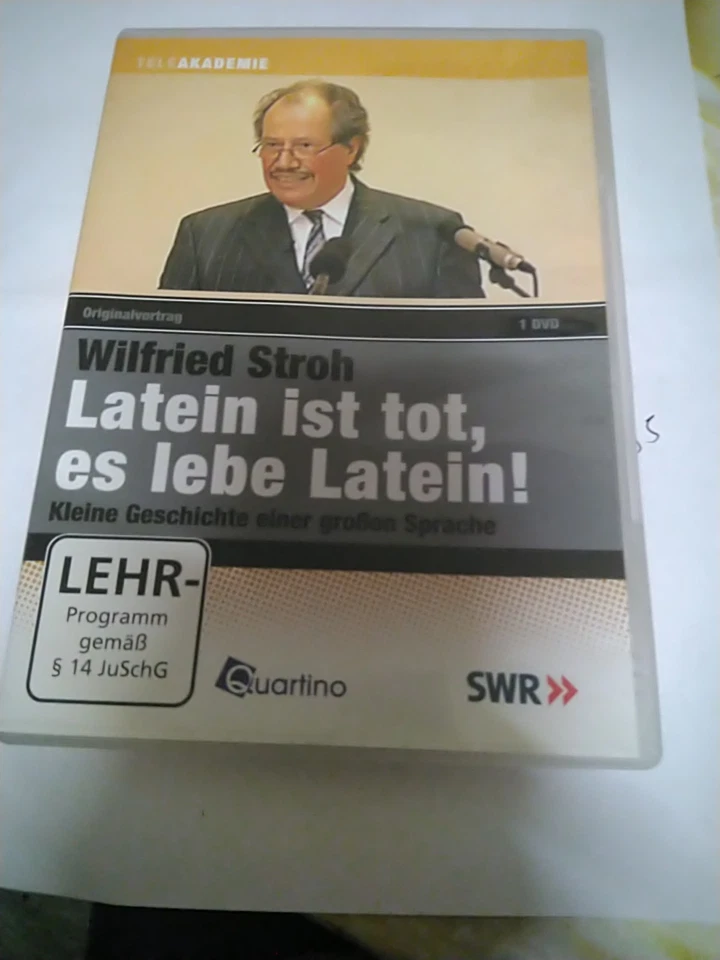 TELEAKADEMIE
Originalvortrag
1 DVD
Wilfried Stroh
Latein ist tot,
es lebe Latein!
Kleine Geschichte einer großen Sprache
LEHR-
Programm
gemäß
§ 14 JuSchG
Quartino
SWR»